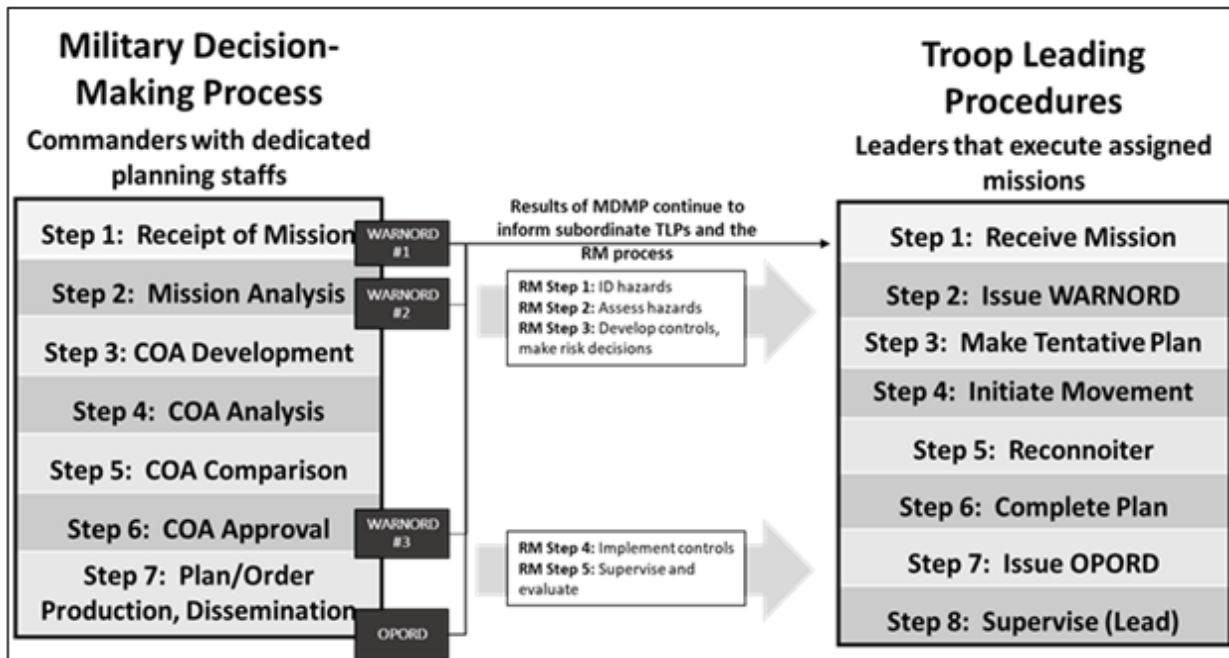 Military Decision-
Making Process
Commanders with dedicated
planning staffs
Step 1: Receipt of Mission
Step 2: Mission Analysis
Step 3: COA Development
Step 4: COA Analysis
Step 5: COA Comparison
Step 6: COA Approval
Step 7: Plan/Order
Production, Dissemination
WARNORD
#1
WARNORD
#2
WARNORD
#3
OPORD
Results of MDMP continue to
inform subordinate TLPs and the
RM process
RM Step 1: ID hazards
RM Step 2: Assess hazards
RM Step 3: Develop controls,
make risk decisions
RM Step 4: Implement controls
RM Step 5: Supervise and
evaluate
Troop Leading
Procedures
Leaders that execute assigned
missions
Step 1: Receive Mission
Step 2: Issue WARNORD
Step 3: Make Tentative Plan
Step 4: Initiate Movement
Step 5: Reconnoiter
Step 6: Complete Plan
Step 7: Issue OPORD
Step 8: Supervise (Lead)